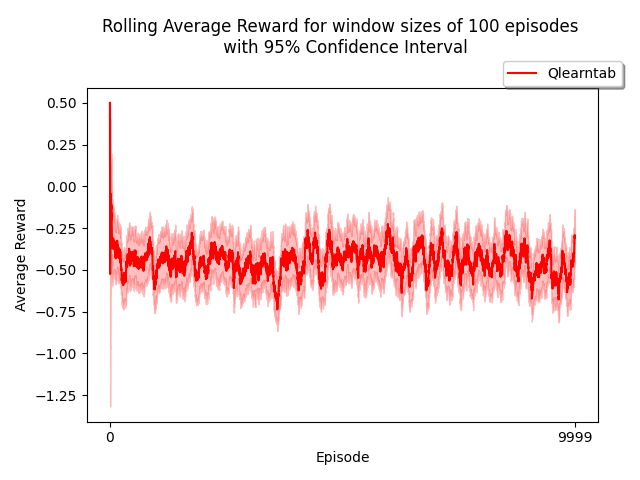 Rolling Average Reward for window sizes of 100 episodes
with 95% Confidence Interval
Qlearntab
0.50
0.25
0.00
−0.25
−0.50
−0.75
−1.00
−1.25
Average Reward
0
9999
Episode